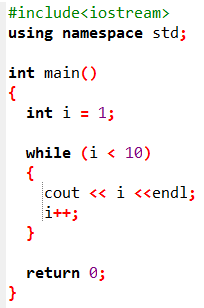 #include<iostream>
using namespace std;

int main()
{
  int i = 1;

  while (i < 10)
  {
    cout << i <<endl;
    i++;
  }

  return 0;
}